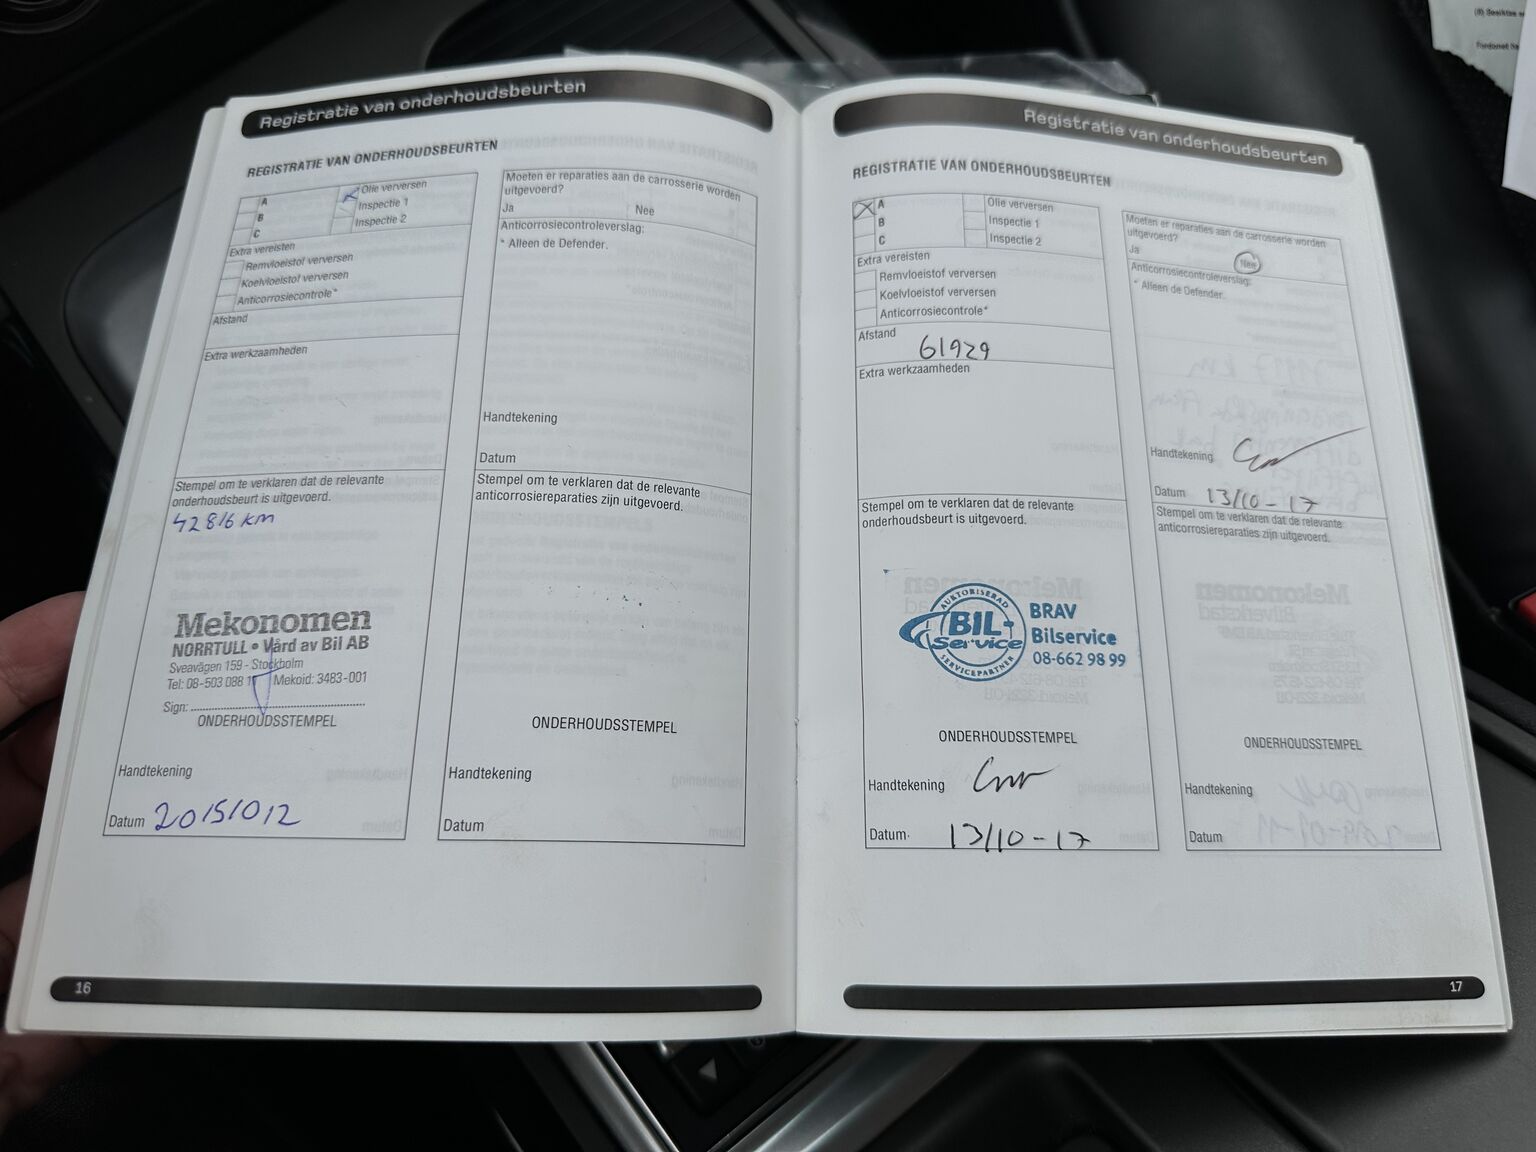 Registratie van onderhoudsbeurten
REGISTRATIE VAN ONDERHOUDSBEURTEN
A
B
C
Olie verversen
Inspectie 1
Inspectie 2
Extra vereisten
Remvloeistof verversen
Koelvloeistof verversen
Anticorrosiecontrole*
Afstand
Extra werkzaamheden
Stempel om te verklaren dat de relevante
onderhoudsbeurt is uitgevoerd.
42816 km
Mekonomen
NORRTULL • Vård av Bil AB
Sveavägen 159 - Stockholm
Tel: 08-503 088 Mekoid: 3483-001
Sign:
ONDERHOUDSSTEMPEL
Handtekening
Datum 20151012
Moeten er reparaties aan de carrosserie worden
uitgevoerd?
Ja Nee
Anticorrosiecontroleverslag:
* Alleen de Defender.
Handtekening
Datum
Stempel om te verklaren dat de relevante
anticorrosiereparaties zijn uitgevoerd.
ONDERHOUDSSTEMPEL
Handtekening
Datum
16
Registratie van onderhoudsbeurten
REGISTRATIE VAN ONDERHOUDSBEURTEN
A
B
C
Olie verversen
Inspectie 1
Inspectie 2
Extra vereisten
Remvloeistof verversen
Koelvloeistof verversen
Anticorrosiecontrole*
Afstand
61929
Extra werkzaamheden
Stempel om te verklaren dat de relevante
onderhoudsbeurt is uitgevoerd.
AUKTORISERAD
BIL-
Service
SERVICEPARTNER
BRAV
Bilservice
08-662 98 99
ONDERHOUDSSTEMPEL
Handtekening
Datum 13/10-17
Moeten er reparaties aan de carrosserie worden
uitgevoerd?
Ja Nee
Anticorrosiecontroleverslag:
* Alleen de Defender.
Handtekening
Datum 13/10-17
Stempel om te verklaren dat de relevante
anticorrosiereparaties zijn uitgevoerd.
ONDERHOUDSSTEMPEL
Handtekening
Datum
17